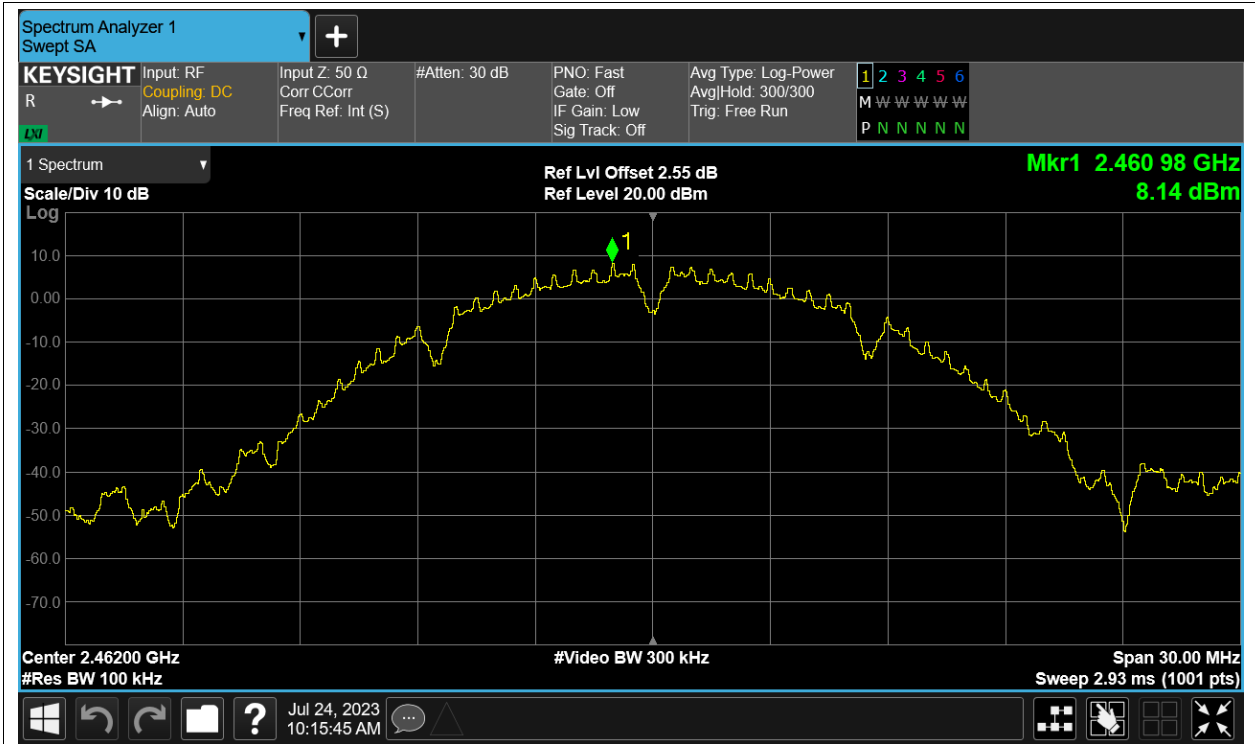 Spectrum Analyzer 1
Swept SA
KEYSIGHT
R
LXI
Input: RF
Coupling: DC
Align: Auto
Input Z: 50 Ω
Corr CCorr
Freq Ref: Int (S)
#Atten: 30 dB
PNO: Fast
Gate: Off
IF Gain: Low
Sig Track: Off
Avg Type: Log-Power
Avg|Hold: 300/300
Trig: Free Run
1 2 3 4 5 6
M W W W W W
P N N N N N
1 Spectrum
Scale/Div 10 dB
Log
Ref Lvl Offset 2.55 dB
Ref Level 20.00 dBm
Mkr1 2.460 98 GHz
8.14 dBm
1
10.0
0.00
-10.0
-20.0
-30.0
-40.0
-50.0
-60.0
-70.0
Center 2.46200 GHz
#Res BW 100 kHz
#Video BW 300 kHz
Span 30.00 MHz
Sweep 2.93 ms (1001 pts)
?
Jul 24, 2023
10:15:45 AM